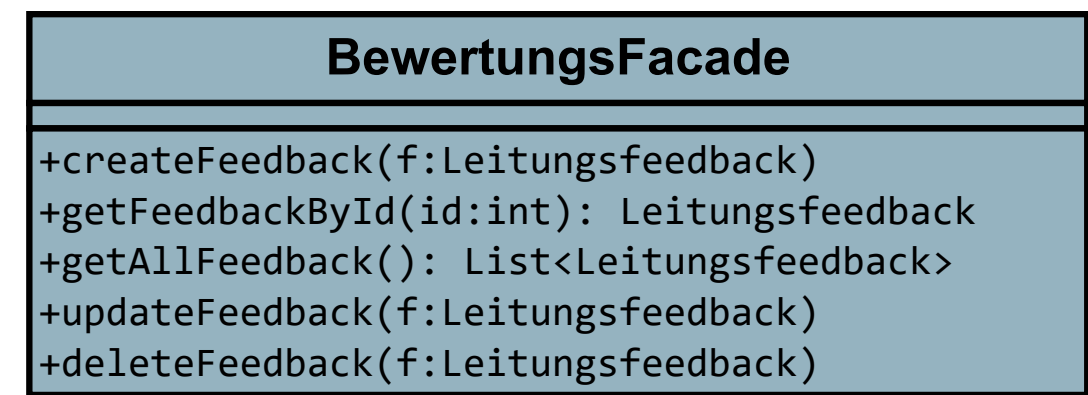 BewertungsFacade
+createFeedback(f:Leitungsfeedback)
+getFeedbackById(id:int): Leitungsfeedback
+getAllFeedback(): List<Leitungsfeedback>
+updateFeedback(f:Leitungsfeedback)
+deleteFeedback(f:Leitungsfeedback)